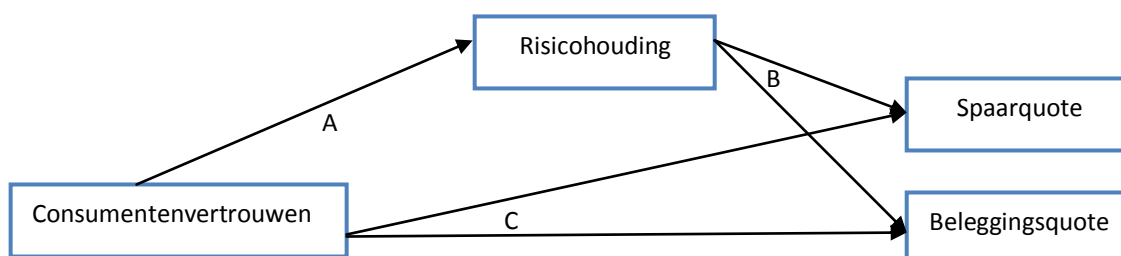 Risicohouding
B
Spaarquote
A
Consumentenvertrouwen
C
Beleggingsquote